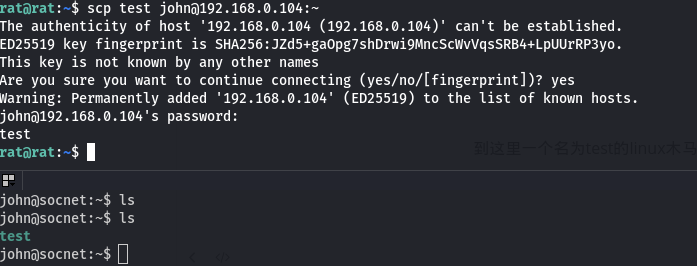 rat@rat:~$ scp test john@192.168.0.104:~
The authenticity of host '192.168.0.104 (192.168.0.104)' can't be established.
ED25519 key fingerprint is SHA256:JZd5+gaOpg7shDrwi9MncScWvVqsSRB4+LpUUrRP3yo.
This key is not known by any other names
Are you sure you want to continue connecting (yes/no/[fingerprint])? yes
Warning: Permanently added '192.168.0.104' (ED25519) to the list of known hosts.
john@192.168.0.104's password:
test
rat@rat:~$
到这里一个名为test的linux木马
john@socnet:~$ ls
john@socnet:~$ ls
test
john@socnet:~$